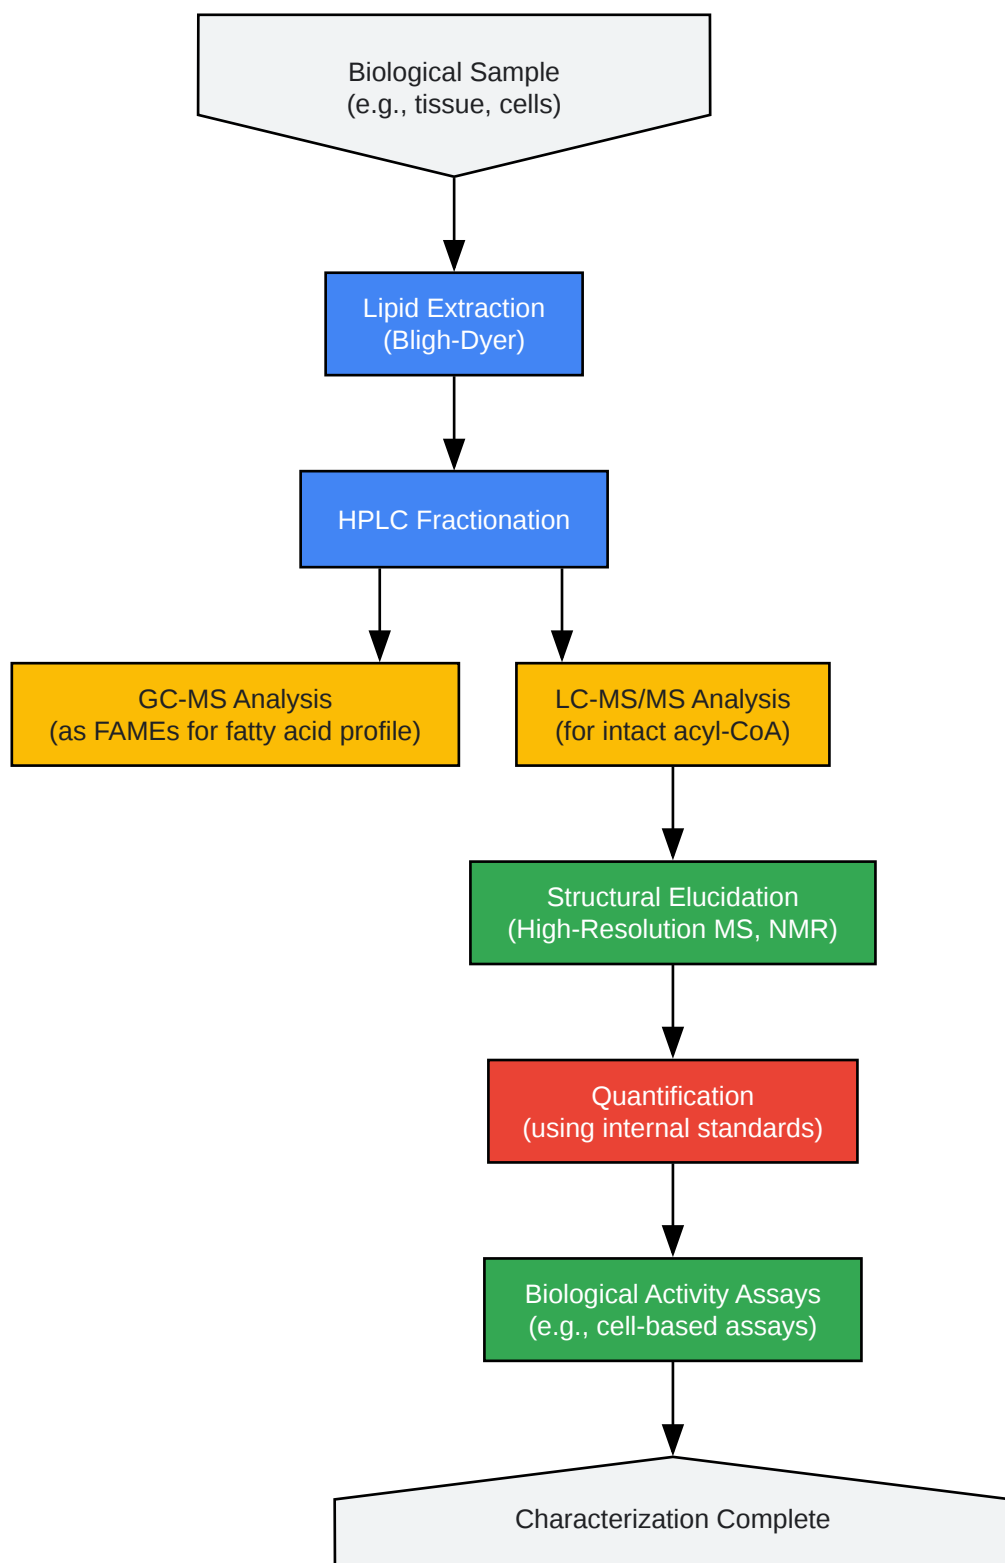 Biological Sample
(e.g., tissue, cells)
Lipid Extraction
(Bligh-Dyer)
HPLC Fractionation
GC-MS Analysis
(as FAMEs for fatty acid profile)
LC-MS/MS Analysis
(for intact acyl-CoA)
Structural Elucidation
(High-Resolution MS, NMR)
Quantification
(using internal standards)
Biological Activity Assays
(e.g., cell-based assays)
Characterization Complete